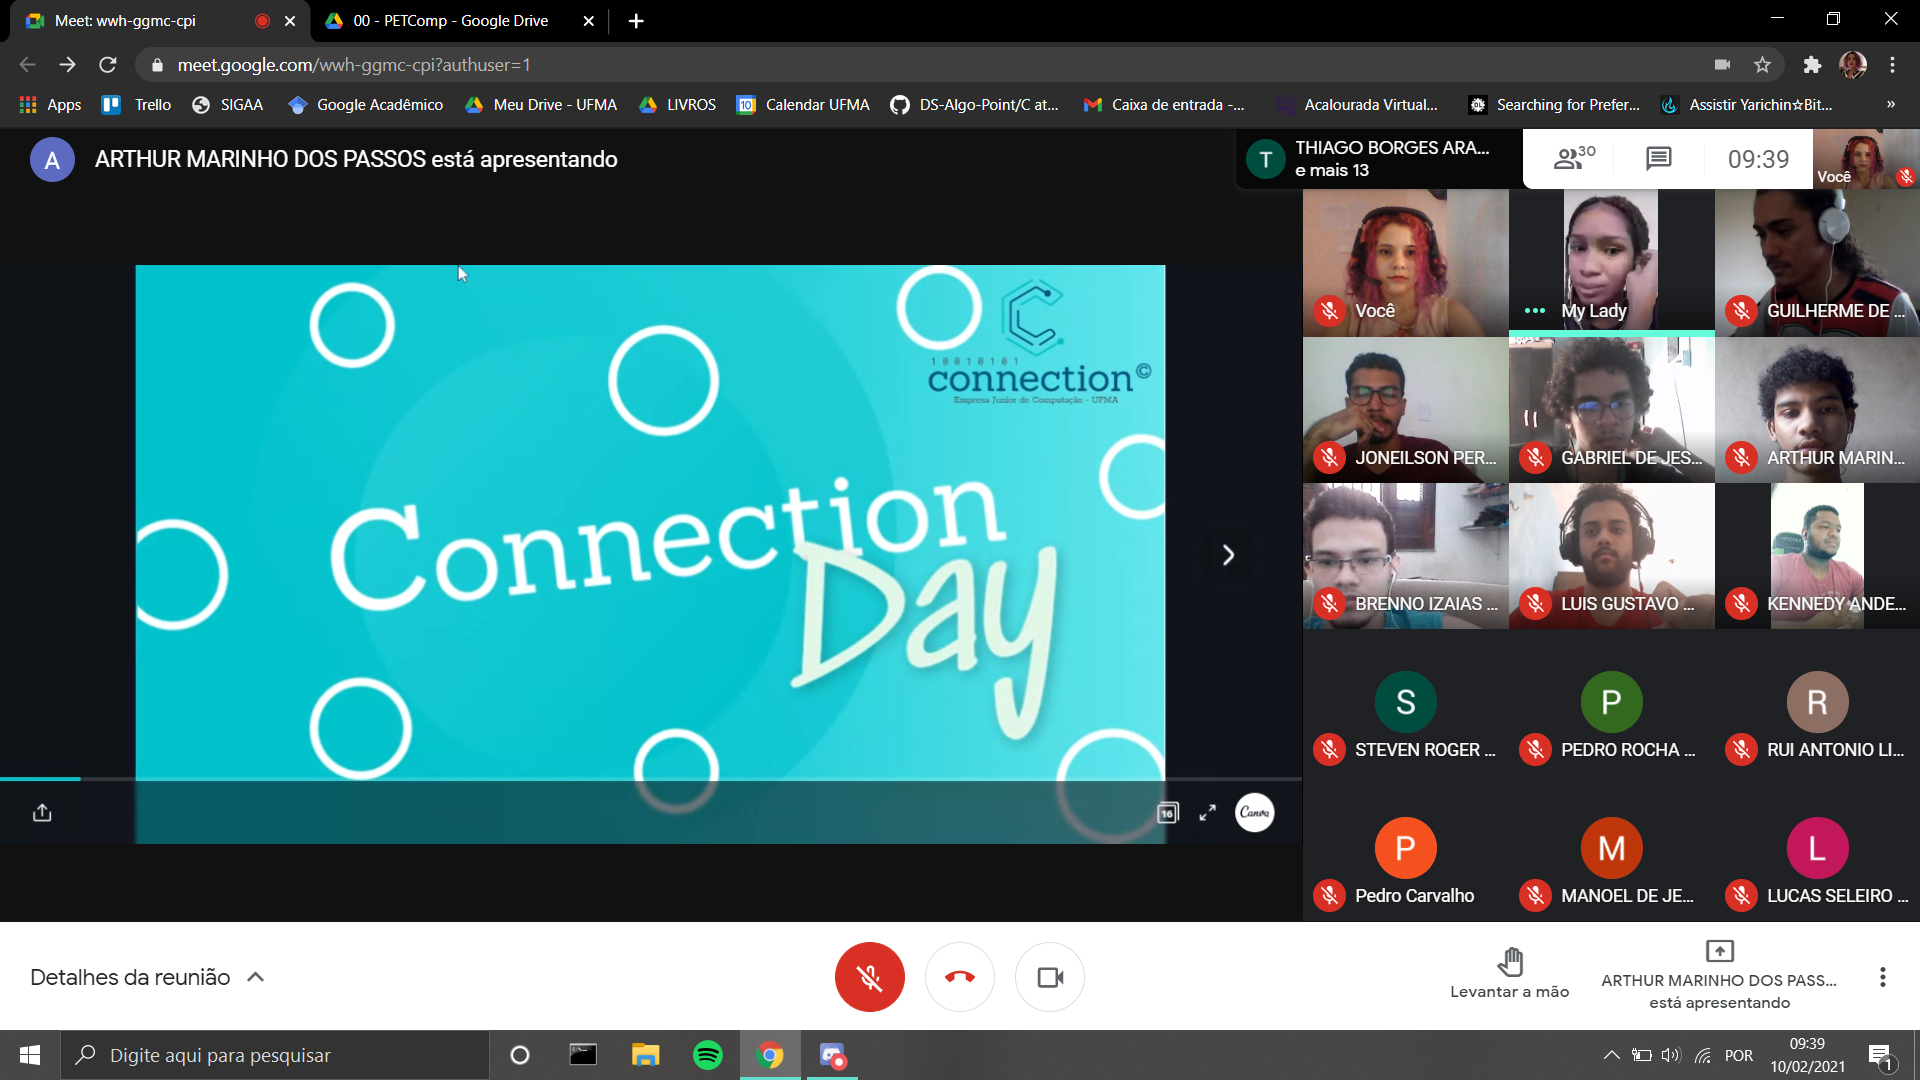 Meet: wwh-ggmc-cpi
00 - PETComp - Google Drive
meet.google.com/wwh-ggmc-cpi?authuser=1
Apps
Trello
SIGAA
Google Acadêmico
Meu Drive - UFMA
LIVROS
10
Calendar UFMA
DS-Algo-Point/C at...
Caixa de entrada -...
Acalourada Virtual...
Searching for Prefer...
Assistir Yarichin☆Bit...
»
A
ARTHUR MARINHO DOS PASSOS está apresentando
T
THIAGO BORGES ARA...
e mais 13
30
09:39
Você
Você
My Lady
GUILHERME DE ...
JONEILSON PER...
GABRIEL DE JES...
ARTHUR MARIN...
BRENNO IZAIAS ...
LUIS GUSTAVO ...
KENNEDY ANDE...
S
STEVEN ROGER ...
P
PEDRO ROCHA ...
R
RUI ANTONIO LI...
P
Pedro Carvalho
M
MANOEL DE JE...
L
LUCAS SELEIRO ...
10010101
connection©
Empresa Junior de Computação - UFMA
Connection
Day
16
Canva
Detalhes da reunião
Levantar a mão
ARTHUR MARINHO DOS PASS...
está apresentando
Digite aqui para pesquisar
POR
09:39
10/02/2021
1